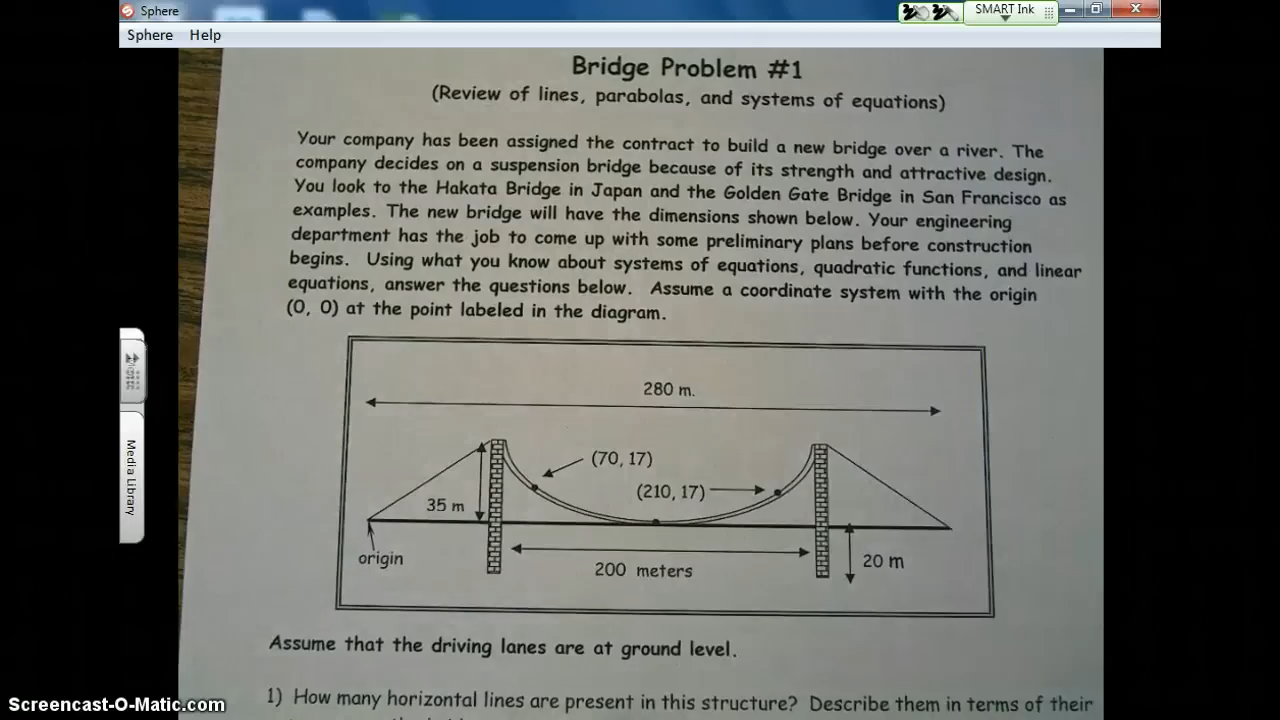 Sphere
SMART Ink
Sphere Help
Bridge Problem #1
(Review of lines, parabolas, and systems of equations)
Your company has been assigned the contract to build a new bridge over a river. The
company decides on a suspension bridge because of its strength and attractive design.
You look to the Hakata Bridge in Japan and the Golden Gate Bridge in San Francisco as
examples. The new bridge will have the dimensions shown below. Your engineering
department has the job to come up with some preliminary plans before construction
begins. Using what you know about systems of equations, quadratic functions, and linear
equations, answer the questions below. Assume a coordinate system with the origin
(0, 0) at the point labeled in the diagram.
280 m.
(70, 17)
(210, 17)
35 m
origin
200 meters
20 m
Media Library
Assume that the driving lanes are at ground level.
1) How many horizontal lines are present in this structure? Describe them in terms of their
Screencast-O-Matic.com